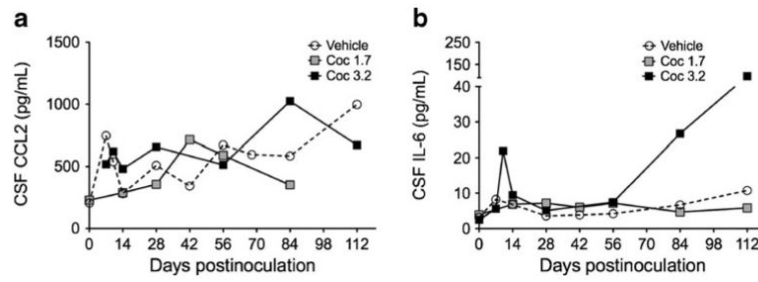 a
1500
1000
500
0
CSF CCL2 (pg/mL)
Vehicle
Coc 1.7
Coc 3.2
0 14 28 42 56 70 84 98 112
Days postinoculation
b
250
150
40
30
20
10
0
CSF IL-6 (pg/mL)
Vehicle
Coc 1.7
Coc 3.2
0 14 28 42 56 70 84 98 112
Days postinoculation